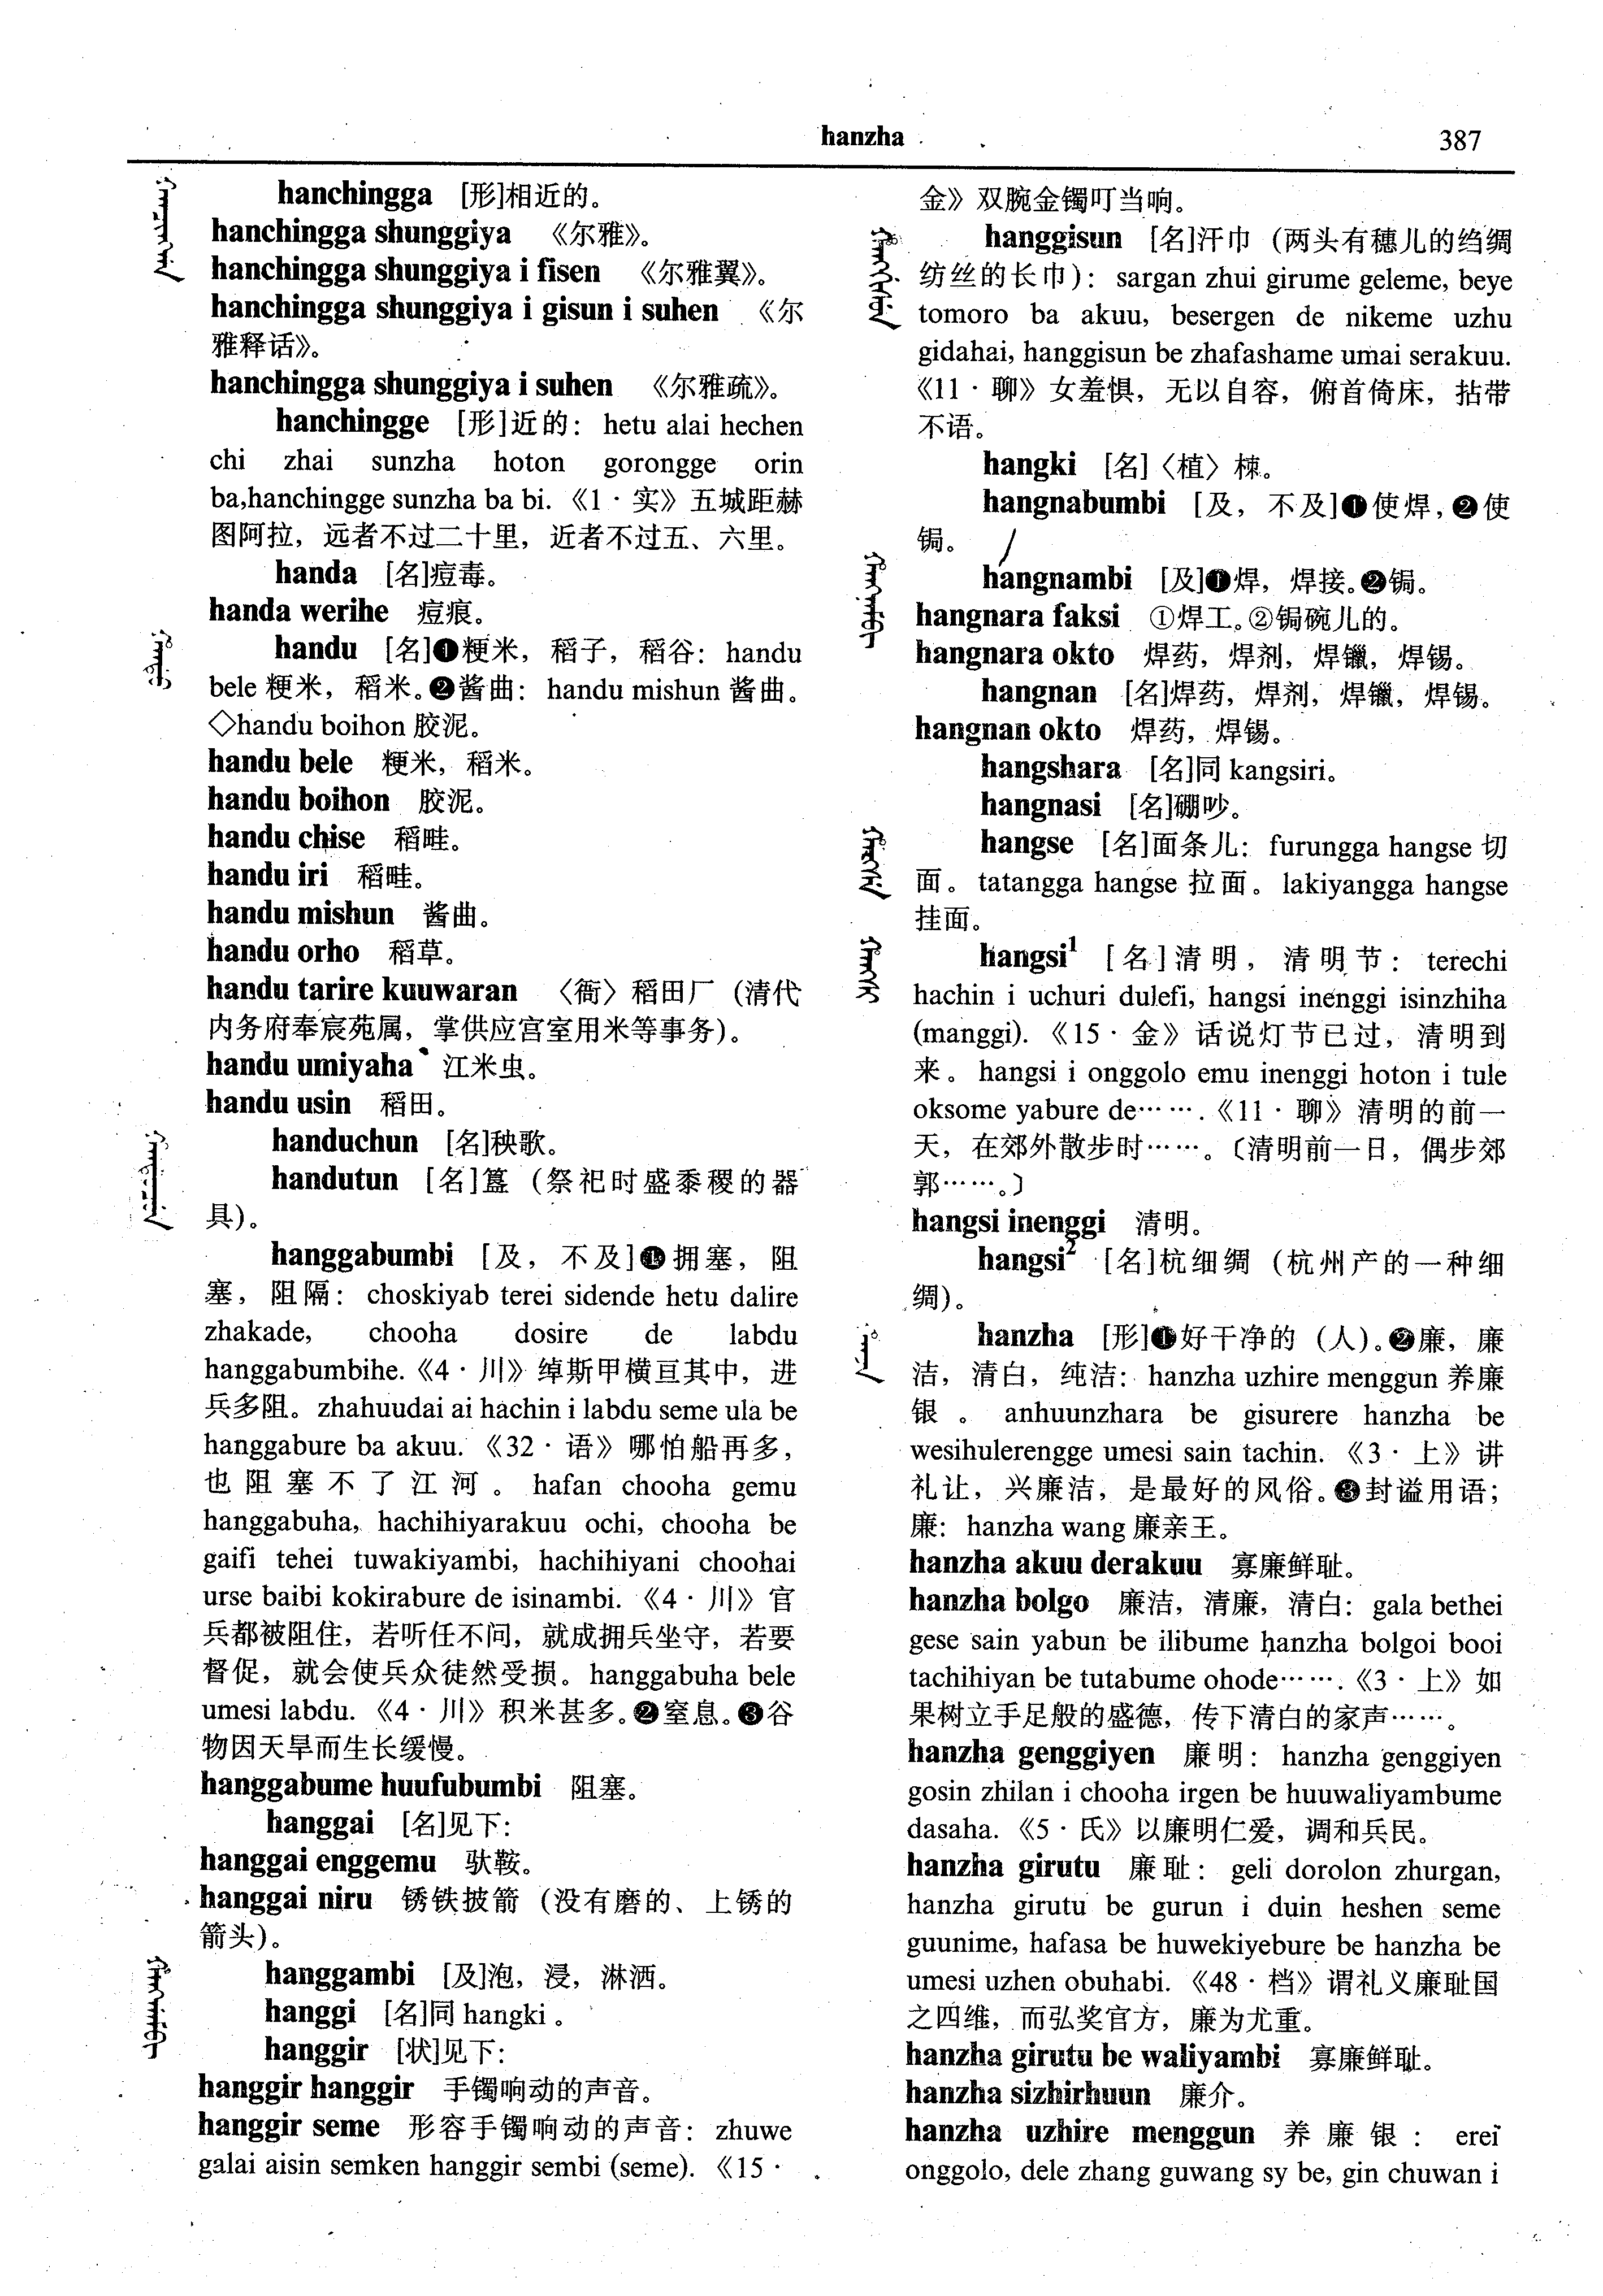 hanzha
387
hanchingga [形]相近的。
hanchingga shunggiya 《尔雅》。
hanchingga shunggiya i fisen 《尔雅翼》。
hanchingga shunggiya i gisun i suhen 《尔
雅释话》。
hanchingga shunggiya i suhen 《尔雅疏》。
hanchingge [形]近的: hetu alai hechen
chi zhai sunzha hoton gorongge orin
ba,hanchingge sunzha ba bi. 《1·实》五城距赫
图阿拉, 远者不过二十里, 近者不过五、六里。
handa [名]痘毒。
handa werihe 痘痕。
handu [名]❶粳米, 稻子, 稻谷: handu
bele 粳米, 稻米。❷酱曲: handu mishun 酱曲。
◇handu boihon 胶泥。
handu bele 粳米, 稻米。
handu boihon 胶泥。
handu chise 稻畦。
handu iri 稻畦。
handu mishun 酱曲。
handu orho 稻草。
handu tarire kuuwaran 〈衙〉稻田厂 (清代
内务府奉宸苑属, 掌供应宫室用米等事务)。
handu umiyaha 江米虫。
handu usin 稻田。
handuchun [名]秧歌。
handutun [名]簠 (祭祀时盛黍稷的器
具)。
hanggabumbi [及, 不及]❶拥塞, 阻
塞, 阻隔: choskiyab terei sidende hetu dalire
zhakade, chooha dosire de labdu
hanggabumbihe.《4·川》绰斯甲横亘其中, 进
兵多阻。zhahuudai ai hachin i labdu seme ula be
hanggabure ba akuu. 《32·语》哪怕船再多,
也阻塞不了江河。hafan chooha gemu
hanggabuha, hachihiyarakuu ochi, chooha be
gaifi tehei tuwakiyambi, hachihiyani choohai
urse baibi kokirabure de isinambi. 《4·川》官
兵都被阻住, 若听任不问, 就成拥兵坐守, 若要
督促, 就会使兵众徒然受损。hanggabuha bele
umesi labdu. 《4·川》积米甚多。❷窒息。❸谷
物因天旱而生长缓慢。
hanggabume huufubumbi 阻塞。
hanggai [名]见下:
hanggai enggemu 驮鞍。
hanggai niru 锈铁披箭 (没有磨的、上锈的
箭头)。
hanggambi [及]泡, 浸, 淋洒。
hanggi [名]同 hangki。
hanggir [状]见下:
hanggir hanggir 手镯响动的声音。
hanggir seme 形容手镯响动的声音: zhuwe
galai aisin semken hanggir sembi (seme). 《15·
金》双腕金镯叮当响。
hanggisun [名]汗巾 (两头有穗儿的绉绸
纺丝的长巾): sargan zhui girume geleme, beye
tomoro ba akuu, besergen de nikeme uzhu
gidahai, hanggisun be zhafashame umai serakuu.
《11·聊》女羞惧, 无以自容, 俯首倚床, 拈带
不语。
hangki [名]〈植〉楝。
hangnabumbi [及, 不及]❶使焊, ❷使
锔。
hangnambi [及]❶焊, 焊接。❷锔。
hangnara faksi ①焊工。②锔碗儿的。
hangnara okto 焊药, 焊剂, 焊镴, 焊锡。
hangnan [名]焊药, 焊剂, 焊镴, 焊锡。
hangnan okto 焊药, 焊锡。
hangshara [名]同 kangsiri。
hangnasi [名]硼吵。
hangse [名]面条儿: furungga hangse 切
面。tatangga hangse 拉面。lakiyangga hangse
挂面。
hangsi¹ [名]清明, 清明节: terechi
hachin i uchuri dulefi, hangsi inenggi isinzhiha
(manggi). 《15·金》话说灯节已过, 清明到
来。hangsi i onggolo emu inenggi hoton i tule
oksome yabure de……. 《11·聊》清明的前一
天, 在郊外散步时……。〔清明前一日, 偶步郊
郭……。〕
hangsi inenggi 清明。
hangsi² [名]杭细绸 (杭州产的一种细
绸)。
hanzha [形]❶好干净的 (人)。❷廉, 廉
洁, 清白, 纯洁: hanzha uzhire menggun 养廉
银。anhuunzhara be gisurere hanzha be
wesihulerengge umesi sain tachin. 《3·上》讲
礼让, 兴廉洁, 是最好的风俗。❸封谥用语;
廉: hanzha wang 廉亲王。
hanzha akuu derakuu 寡廉鲜耻。
hanzha bolgo 廉洁, 清廉, 清白: gala bethei
gese sain yabun be ilibume hanzha bolgoi booi
tachihiyan be tutabume ohode……. 《3·上》如
果树立手足般的盛德, 传下清白的家声……。
hanzha genggiyen 廉明: hanzha genggiyen
gosin zhilan i chooha irgen be huuwaliyambume
dasaha. 《5·氏》以廉明仁爱, 调和兵民。
hanzha girutu 廉耻: geli dorolon zhurgan,
hanzha girutu be gurun i duin heshen seme
guunime, hafasa be huwekiyebure be hanzha be
umesi uzhen obuhabi. 《48·档》谓礼义廉耻国
之四维, 而弘奖官方, 廉为尤重。
hanzha girutu be waliyambi 寡廉鲜耻。
hanzha sizhirhuun 廉介。
hanzha uzhire menggun 养廉银: erei
onggolo, dele zhang guwang sy be, gin chuwan i